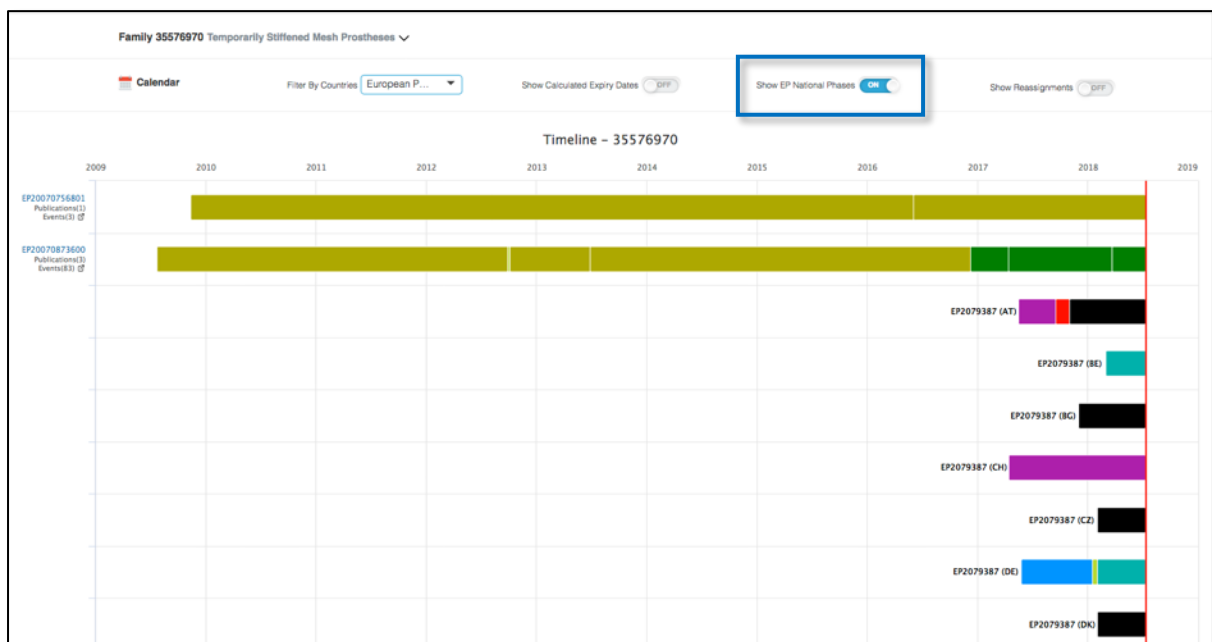 Family 35576970 Temporarily Stiffened Mesh Prostheses
Calendar
Filter By Countries European P...
Show Calculated Expiry Dates OFF
Show EP National Phases ON
Show Reassignments OFF
Timeline - 35576970
2009 2010 2011 2012 2013 2014 2015 2016 2017 2018 2019
EP20070756801
Publications(1)
Events(3)
EP20070873600
Publications(3)
Events(83)
EP2079387 (AT)
EP2079387 (BE)
EP2079387 (BG)
EP2079387 (CH)
EP2079387 (CZ)
EP2079387 (DE)
EP2079387 (DK)